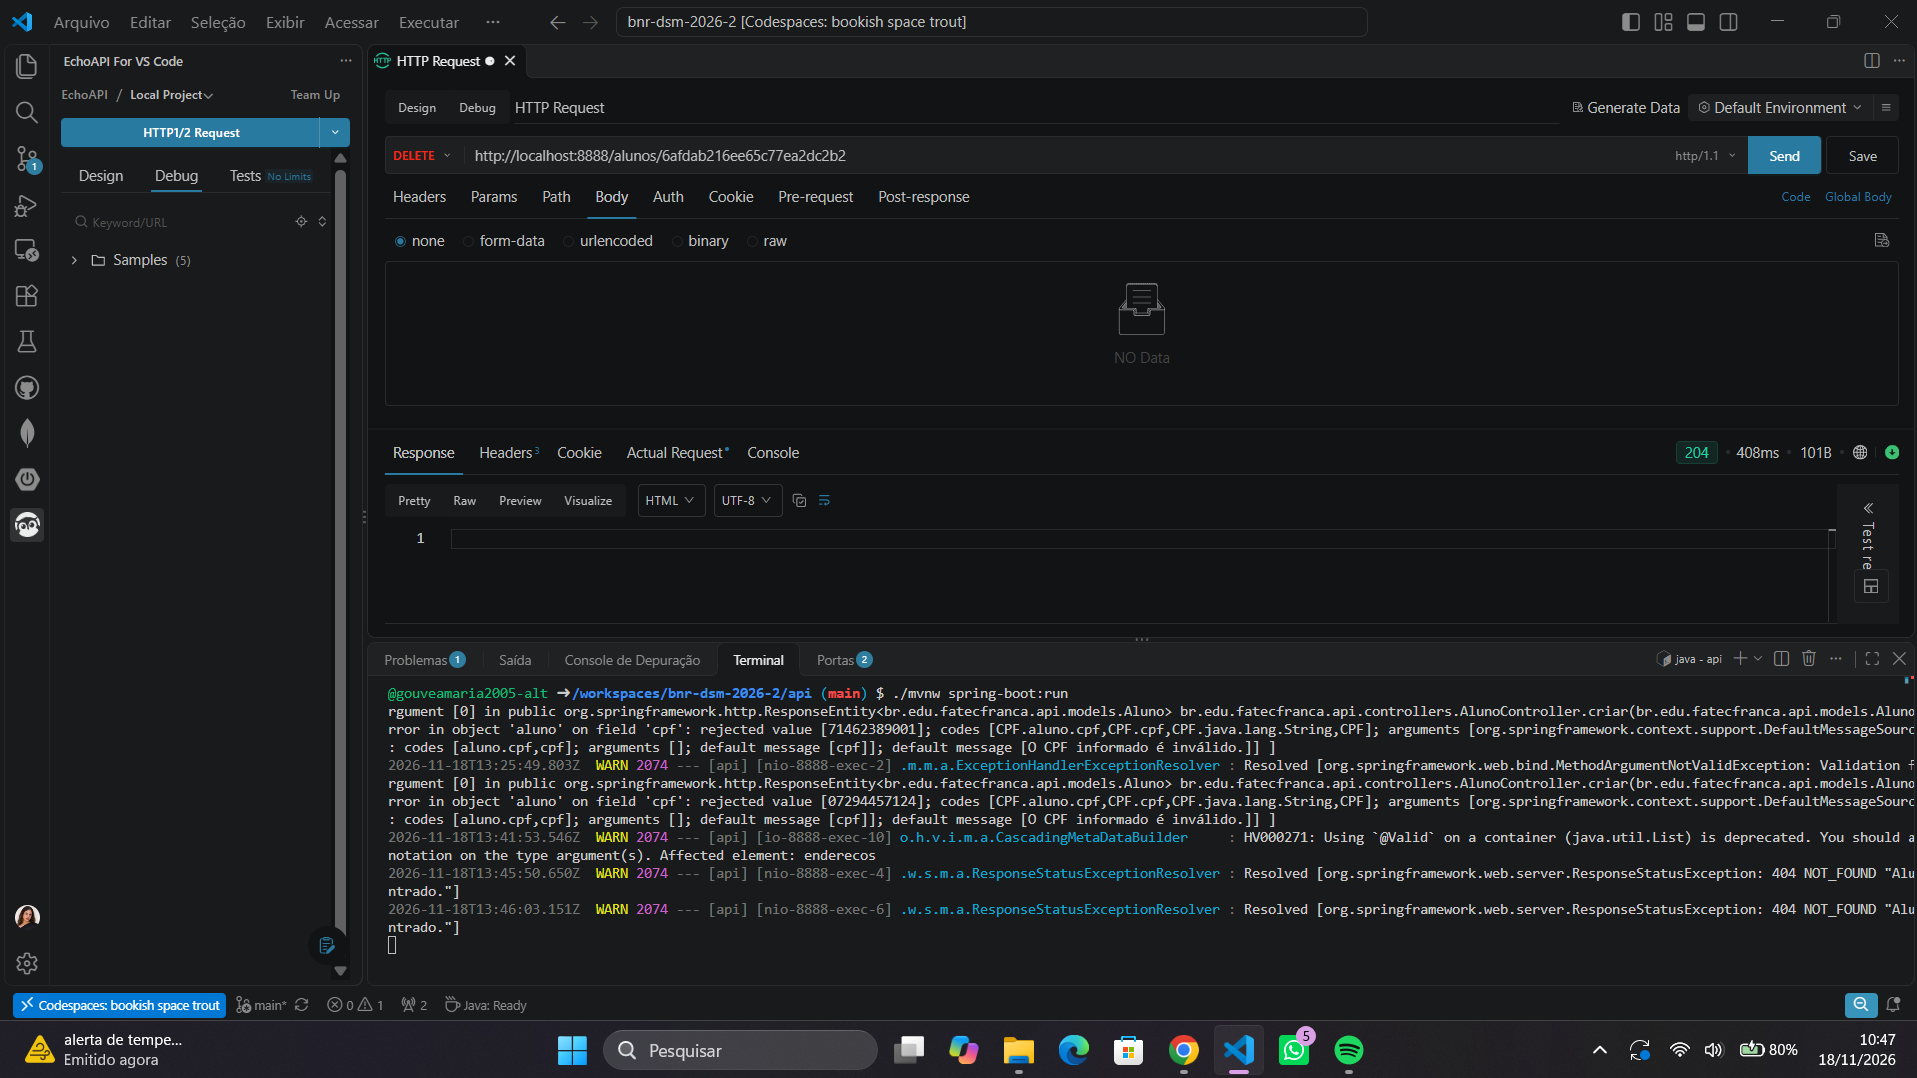 Arquivo Editar Seleção Exibir Acessar Executar ···
bnr-dsm-2026-2 [Codespaces: bookish space trout]
EchoAPI For VS Code
EchoAPI / Local Project
Team Up
HTTP1/2 Request
Design Debug Tests No Limits
Keyword/URL
Samples (5)
1
HTTP Request
Design Debug HTTP Request
Generate Data
Default Environment
DELETE http://localhost:8888/alunos/6afdab216ee65c77ea2dc2b2 http/1.1 Send Save
Headers Params Path Body Auth Cookie Pre-request Post-response Code Global Body
none form-data urlencoded binary raw
NO Data
Response Headers 3 Cookie Actual Request Console 204 408ms 101B
Pretty Raw Preview Visualize HTML UTF-8
1
Test re
Problemas 1 Saída Console de Depuração Terminal Portas 2 java - api
@gouveamaria2005-alt ➜/workspaces/bnr-dsm-2026-2/api (main) $ ./mvnw spring-boot:run
rgument [0] in public org.springframework.http.ResponseEntity<br.edu.fatecfranca.api.models.Aluno> br.edu.fatecfranca.api.controllers.AlunoController.criar(br.edu.fatecfranca.api.models.Aluno
rror in object 'aluno' on field 'cpf': rejected value [71462389001]; codes [CPF.aluno.cpf,CPF.cpf,CPF.java.lang.String,CPF]; arguments [org.springframework.context.support.DefaultMessageSourc
: codes [aluno.cpf,cpf]; arguments []; default message [cpf]]; default message [O CPF informado é inválido.]] ]
2026-11-18T13:25:49.803Z WARN 2074 --- [api] [nio-8888-exec-2] .m.m.a.ExceptionHandlerExceptionResolver : Resolved [org.springframework.web.bind.MethodArgumentNotValidException: Validation f
rgument [0] in public org.springframework.http.ResponseEntity<br.edu.fatecfranca.api.models.Aluno> br.edu.fatecfranca.api.controllers.AlunoController.criar(br.edu.fatecfranca.api.models.Aluno
rror in object 'aluno' on field 'cpf': rejected value [07294457124]; codes [CPF.aluno.cpf,CPF.cpf,CPF.java.lang.String,CPF]; arguments [org.springframework.context.support.DefaultMessageSourc
: codes [aluno.cpf,cpf]; arguments []; default message [cpf]]; default message [O CPF informado é inválido.]] ]
2026-11-18T13:41:53.546Z WARN 2074 --- [api] [io-8888-exec-10] o.h.v.i.m.a.CascadingMetaDataBuilder : HV000271: Using `@Valid` on a container (java.util.List) is deprecated. You should a
notation on the type argument(s). Affected element: enderecos
2026-11-18T13:45:50.650Z WARN 2074 --- [api] [nio-8888-exec-4] .w.s.m.a.ResponseStatusExceptionResolver : Resolved [org.springframework.web.server.ResponseStatusException: 404 NOT_FOUND "Alu
ntrado."]
2026-11-18T13:46:03.151Z WARN 2074 --- [api] [nio-8888-exec-6] .w.s.m.a.ResponseStatusExceptionResolver : Resolved [org.springframework.web.server.ResponseStatusException: 404 NOT_FOUND "Alu
ntrado."]
Codespaces: bookish space trout main* 0 1 2 Java: Ready
alerta de tempe...
Emitido agora
Pesquisar
5
80%
10:47
18/11/2026